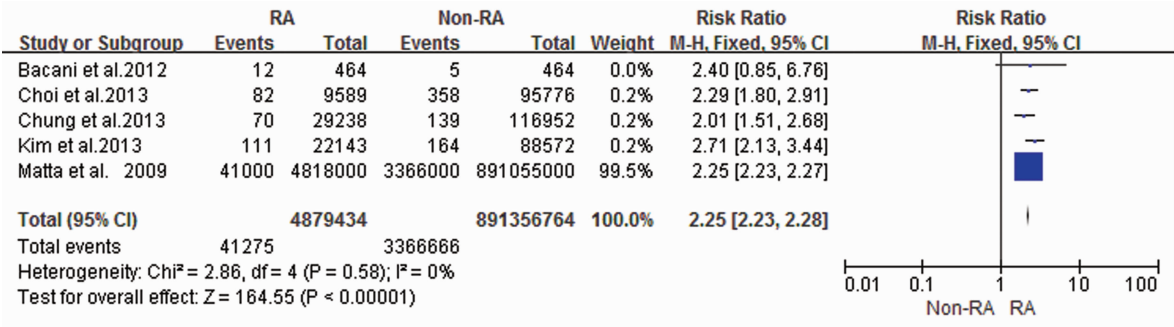 RA Non-RA Risk Ratio Risk Ratio
Study or Subgroup Events Total Events Total Weight M-H, Fixed, 95% CI M-H, Fixed, 95% CI
Bacani et al.2012 12 464 5 464 0.0% 2.40 [0.85, 6.76]
Choi et al.2013 82 9589 358 95776 0.2% 2.29 [1.80, 2.91]
Chung et al.2013 70 29238 139 116952 0.2% 2.01 [1.51, 2.68]
Kim et al.2013 111 22143 164 88572 0.2% 2.71 [2.13, 3.44]
Matta et al. 2009 41000 4818000 3366000 891055000 99.5% 2.25 [2.23, 2.27]
Total (95% CI) 4879434 891356764 100.0% 2.25 [2.23, 2.28]
Total events 41275 3366666
Heterogeneity: Chi² = 2.86, df = 4 (P = 0.58); I² = 0%
Test for overall effect: Z = 164.55 (P < 0.00001)
0.01 0.1 1 10 100
Non-RA RA